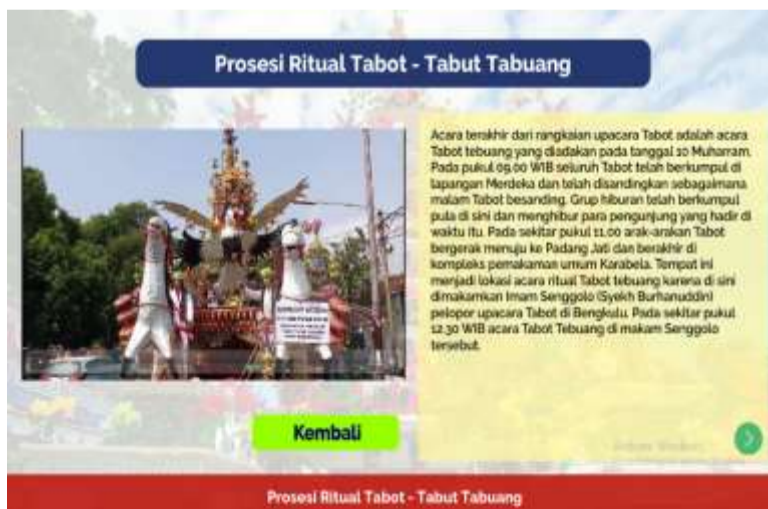 Prosesi Ritual Tabot - Tabut Tabuang
Acara terakhir dari rangkaian upacara Tabot adalah acara
Tabot tebuang yang diadakan pada tanggal 10 Muharram.
Pada pukul 09.00 WIB seluruh Tabot telah berkumpul di
lapangan Merdeka dan telah disandingkan sebagaimana
malam Tabot besanding. Grup hiburan telah berkumpul
pula di sini dan menghibur para pengunjung yang hadir di
waktu itu. Pada sekitar pukul 11.00 arak-arakan Tabot
bergerak menuju ke Padang Jati dan berakhir di
kompleks pemakaman umum Karabela. Tempat ini
menjadi lokasi acara ritual Tabot tebuang karena di sini
dimakamkan Imam Senggolo (Syekh Burhanuddin)
pelopor upacara Tabot di Bengkulu. Pada sekitar pukul
12.30 WIB acara Tabot Tebuang di makam Senggolo
tersebut.
Kembali
Prosesi Ritual Tabot - Tabut Tabuang